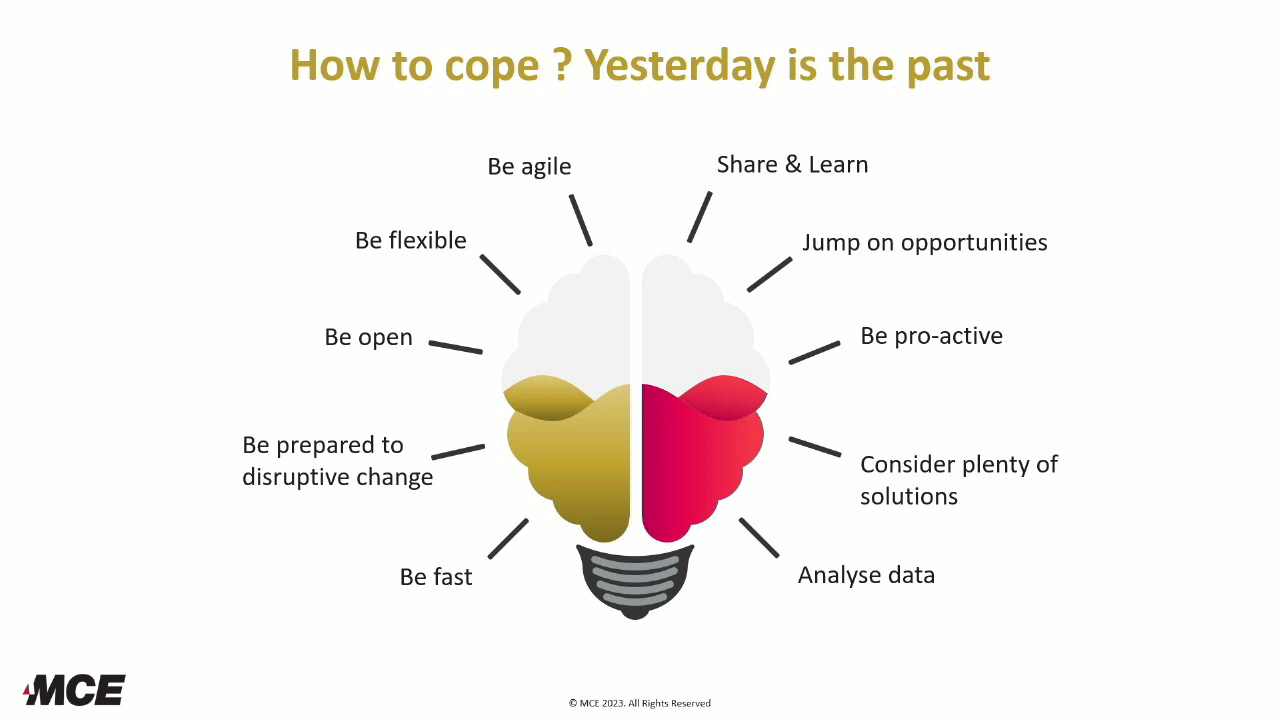 How to cope ? Yesterday is the past
Be agile
Share & Learn
Be flexible
Jump on opportunities
Be open
Be pro-active
Be prepared to
disruptive change
Consider plenty of
solutions
Be fast
Analyse data
MCE
© MCE 2023. All Rights Reserved